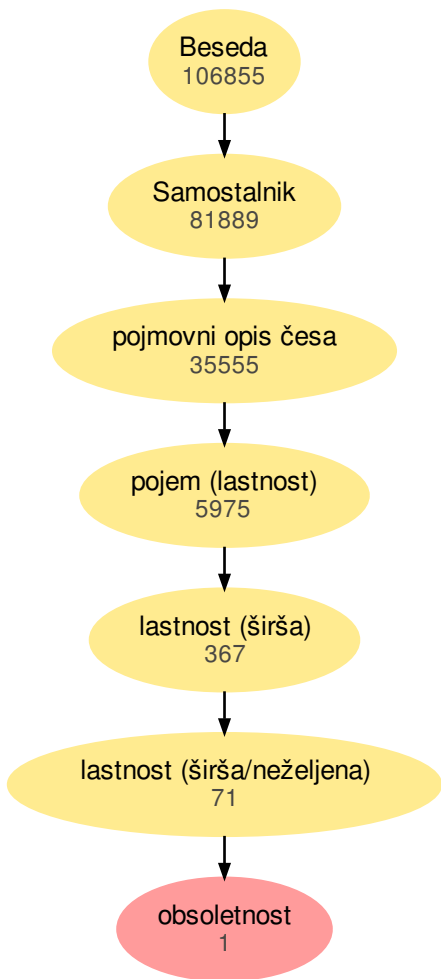 Beseda
106855
Samostalnik
81889
pojmovni opis česa
35555
pojem (lastnost)
5975
lastnost (širša)
367
lastnost (širša/neželjena)
71
obsoletnost
1